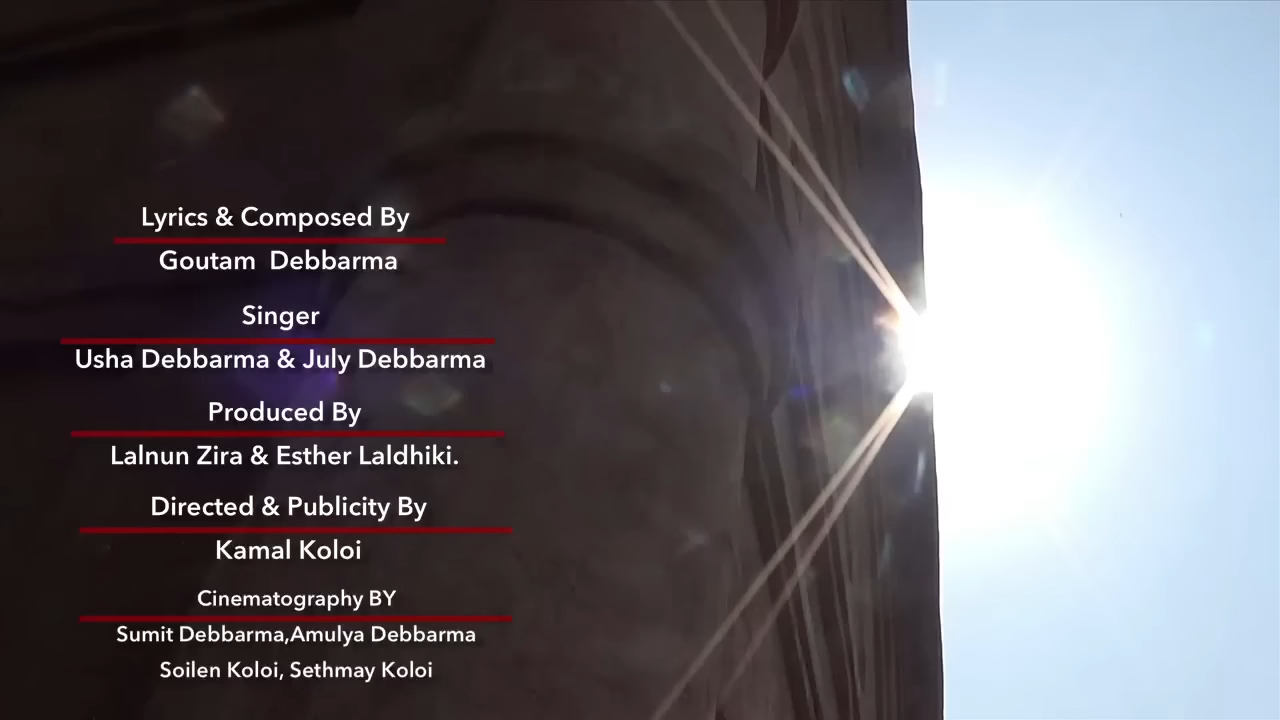 Lyrics & Composed By
Goutam  Debbarma
Singer
Usha Debbarma & July Debbarma
Produced By
Lalnun Zira & Esther Laldhiki.
Directed & Publicity By
Kamal Koloi
Cinematography BY
Sumit Debbarma,Amulya Debbarma
Soilen Koloi, Sethmay Koloi